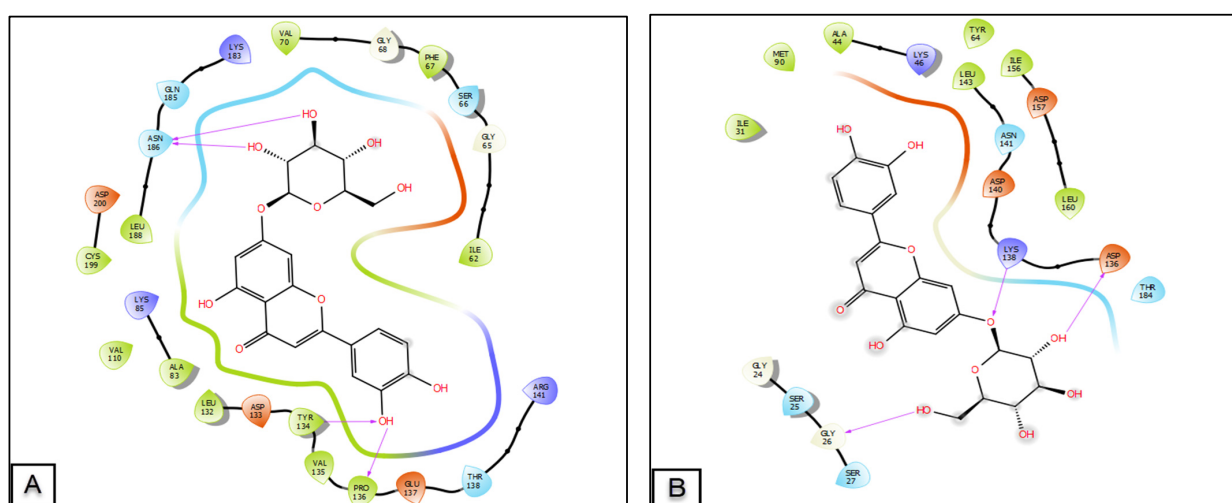 VAL
70
GLY
68
PHE
67
SER
66
GLY
65
ILE
62
LYS
183
GLN
185
ASN
186
LEU
188
ASP
200
CYS
199
LYS
85
VAL
110
ALA
83
LEU
132
ASP
133
TYR
134
VAL
135
PRO
136
GLU
137
THR
138
ARG
141
HO
HO
OH
OH
O
O
O
HO
O
OH
OH
A
ALA
44
LYS
46
TYR
64
MET
90
LEU
143
ILE
156
ASP
157
ILE
31
ASN
141
ASP
140
LEU
160
LYS
138
ASP
136
THR
184
GLY
24
SER
25
GLY
26
SER
27
HO
OH
O
O
HO
O
OH
O
HO
OH
OH
B